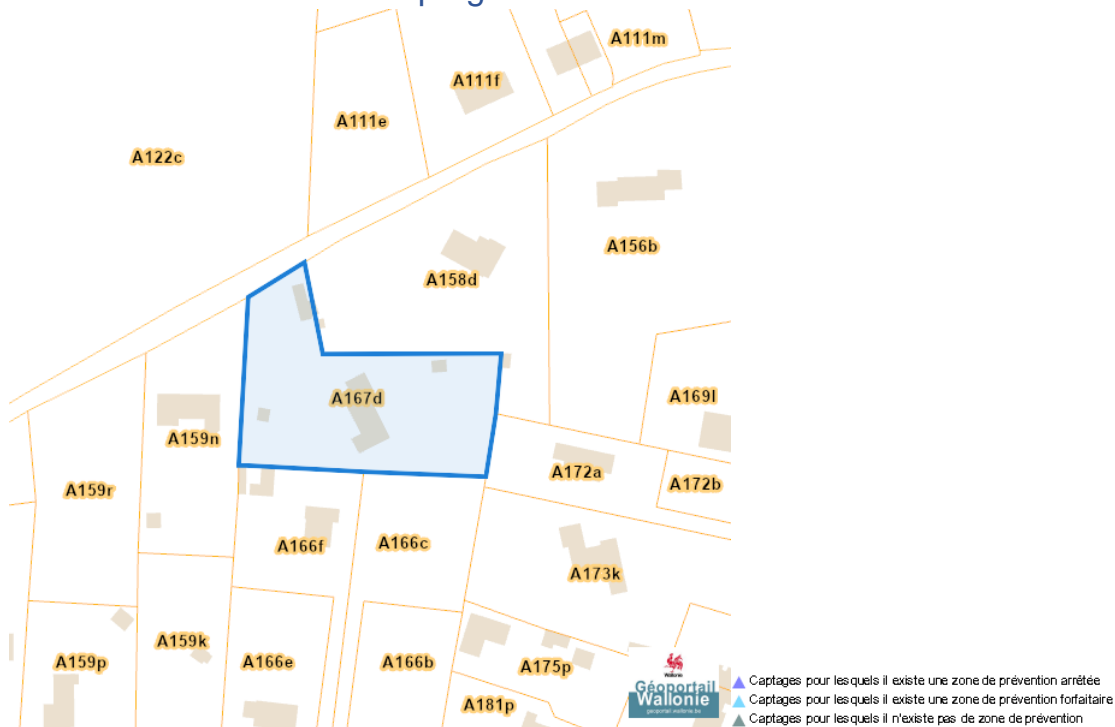 A111m
A111f
A111e
A122c
A156b
A158d
A167d
A169l
A159n
A172a
A172b
A159r
A166f
A166c
A173k
A159k
A159p
A166e
A166b
A175p
A181p
Wallonie
Géoportail
Wallonie
geoportail.wallonie.be
Captages pour lesquels il existe une zone de prévention arrêtée
Captages pour lesquels il existe une zone de prévention forfaitaire
Captages pour lesquels il n'existe pas de zone de prévention